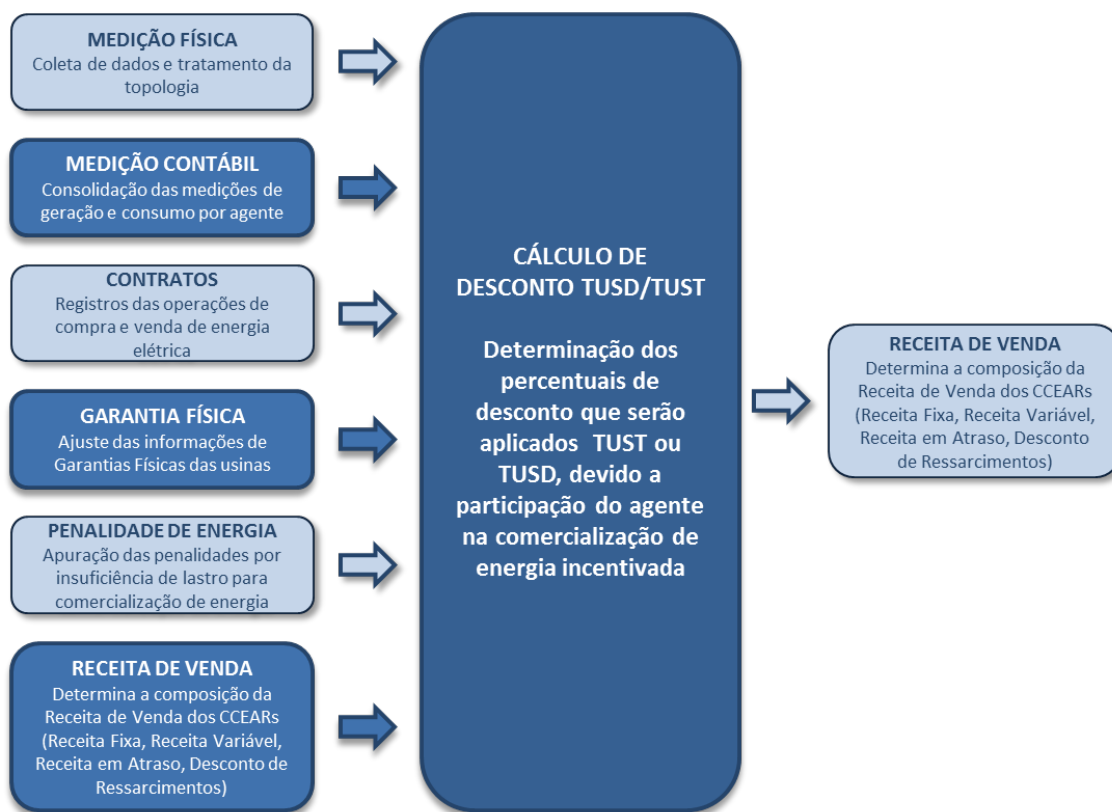 MEDIÇÃO FÍSICA
Coleta de dados e tratamento da
topologia
MEDIÇÃO CONTÁBIL
Consolidação das medições de
geração e consumo por agente
CONTRATOS
Registros das operações de
compra e venda de energia
elétrica
GARANTIA FÍSICA
Ajuste das informações de
Garantias Físicas das usinas
PENALIDADE DE ENERGIA
Apuração das penalidades por
insuficiência de lastro para
comercialização de energia
RECEITA DE VENDA
Determina a composição da
Receita de Venda dos CCEARs
(Receita Fixa, Receita Variável,
Receita em Atraso, Desconto de
Ressarcimentos)
CÁLCULO DE
DESCONTO TUSD/TUST
Determinação dos
percentuais de
desconto que serão
aplicados TUST ou
TUSD, devido a
participação do agente
na comercialização de
energia incentivada
RECEITA DE VENDA
Determina a composição da
Receita de Venda dos CCEARs
(Receita Fixa, Receita Variável,
Receita em Atraso, Desconto
de Ressarcimentos)